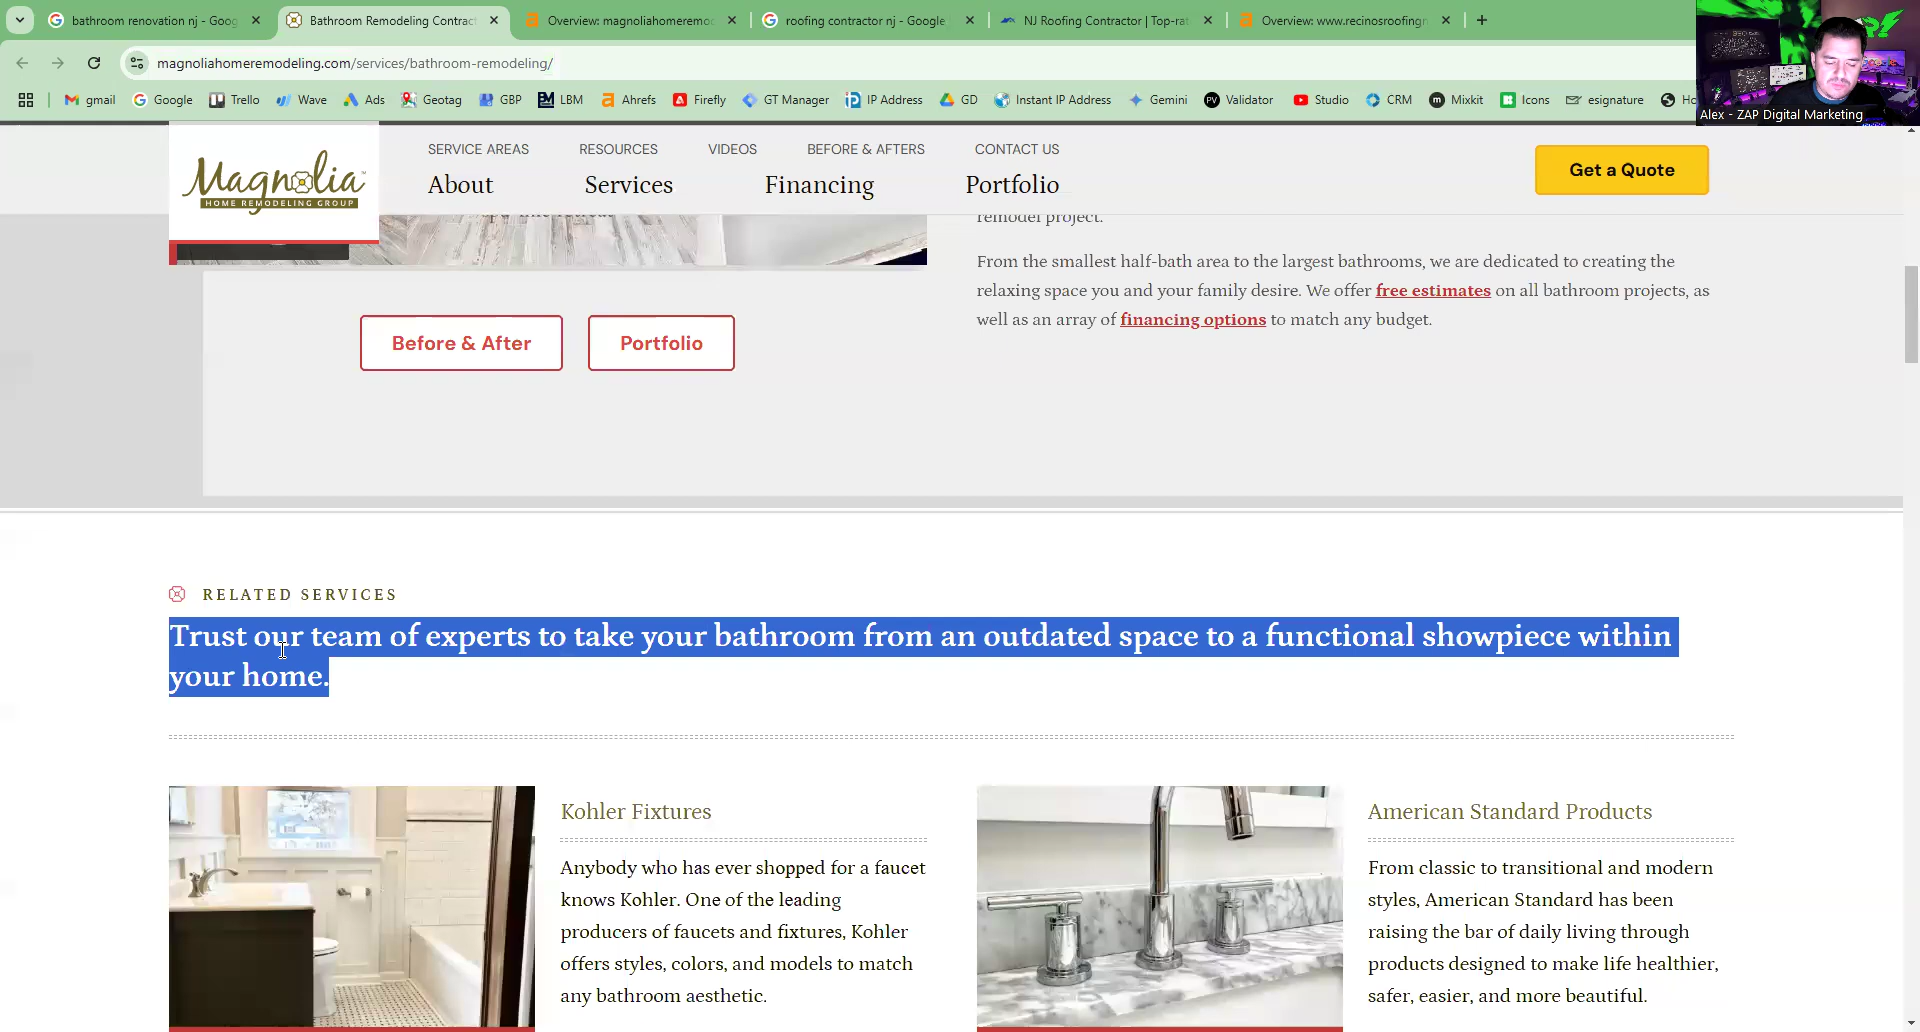 bathroom renovation nj - Goog
Bathroom Remodeling Contract
Overview: magnoliahomeremo
roofing contractor nj - Google
NJ Roofing Contractor | Top-ra
Overview: www.recinosroofingn
magnoliahomeremodeling.com/services/bathroom-remodeling/
gmail
Google
Trello
Wave
Ads
Geotag
GBP
LBM
Ahrefs
Firefly
GT Manager
IP Address
GD
Instant IP Address
Gemini
Validator
Studio
CRM
Mixkit
Icons
esignature
Ho
Alex - ZAP Digital Marketing
Magnolia
HOME REMODELING GROUP
SERVICE AREAS
RESOURCES
VIDEOS
BEFORE & AFTERS
CONTACT US
About
Services
Financing
Portfolio
Get a Quote
remodel project.
From the smallest half-bath area to the largest bathrooms, we are dedicated to creating the
relaxing space you and your family desire. We offer free estimates on all bathroom projects, as
well as an array of financing options to match any budget.
Before & After
Portfolio
RELATED SERVICES
Trust our team of experts to take your bathroom from an outdated space to a functional showpiece within
your home.
Kohler Fixtures
Anybody who has ever shopped for a faucet
knows Kohler. One of the leading
producers of faucets and fixtures, Kohler
offers styles, colors, and models to match
any bathroom aesthetic.
American Standard Products
From classic to transitional and modern
styles, American Standard has been
raising the bar of daily living through
products designed to make life healthier,
safer, easier, and more beautiful.